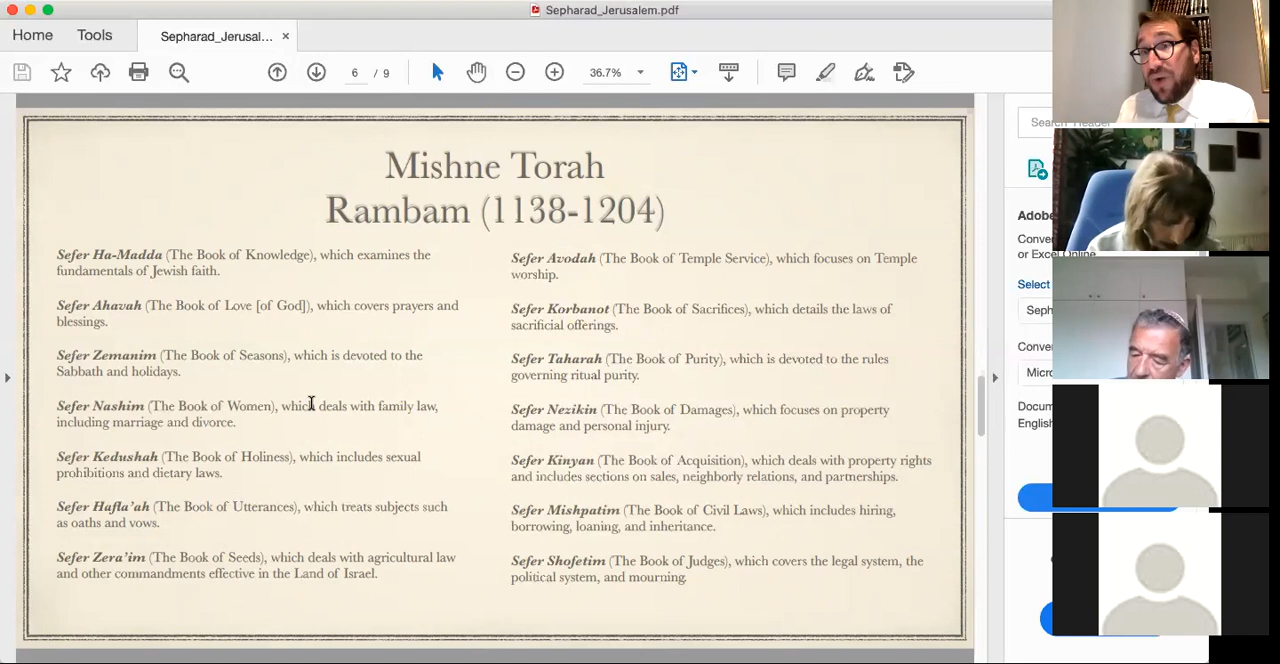 Sepharad_Jerusalem.pdf
Home
Tools
Sepharad_Jerusal... ×
6 / 9
36.7%
Mishne Torah
Rambam (1138-1204)
Sefer Ha-Madda (The Book of Knowledge), which examines the
fundamentals of Jewish faith.
Sefer Ahavah (The Book of Love [of God]), which covers prayers and
blessings.
Sefer Zemanim (The Book of Seasons), which is devoted to the
Sabbath and holidays.
Sefer Nashim (The Book of Women), which deals with family law,
including marriage and divorce.
Sefer Kedushah (The Book of Holiness), which includes sexual
prohibitions and dietary laws.
Sefer Hafla'ah (The Book of Utterances), which treats subjects such
as oaths and vows.
Sefer Zera'im (The Book of Seeds), which deals with agricultural law
and other commandments effective in the Land of Israel.
Sefer Avodah (The Book of Temple Service), which focuses on Temple
worship.
Sefer Korbanot (The Book of Sacrifices), which details the laws of
sacrificial offerings.
Sefer Taharah (The Book of Purity), which is devoted to the rules
governing ritual purity.
Sefer Nezikin (The Book of Damages), which focuses on property
damage and personal injury.
Sefer Kinyan (The Book of Acquisition), which deals with property rights
and includes sections on sales, neighborly relations, and partnerships.
Sefer Mishpatim (The Book of Civil Laws), which includes hiring,
borrowing, loaning, and inheritance.
Sefer Shofetim (The Book of Judges), which covers the legal system, the
political system, and mourning.
Adobe
Conver
or Excel Online
Select
Seph
Conver
Micro
Docum
English